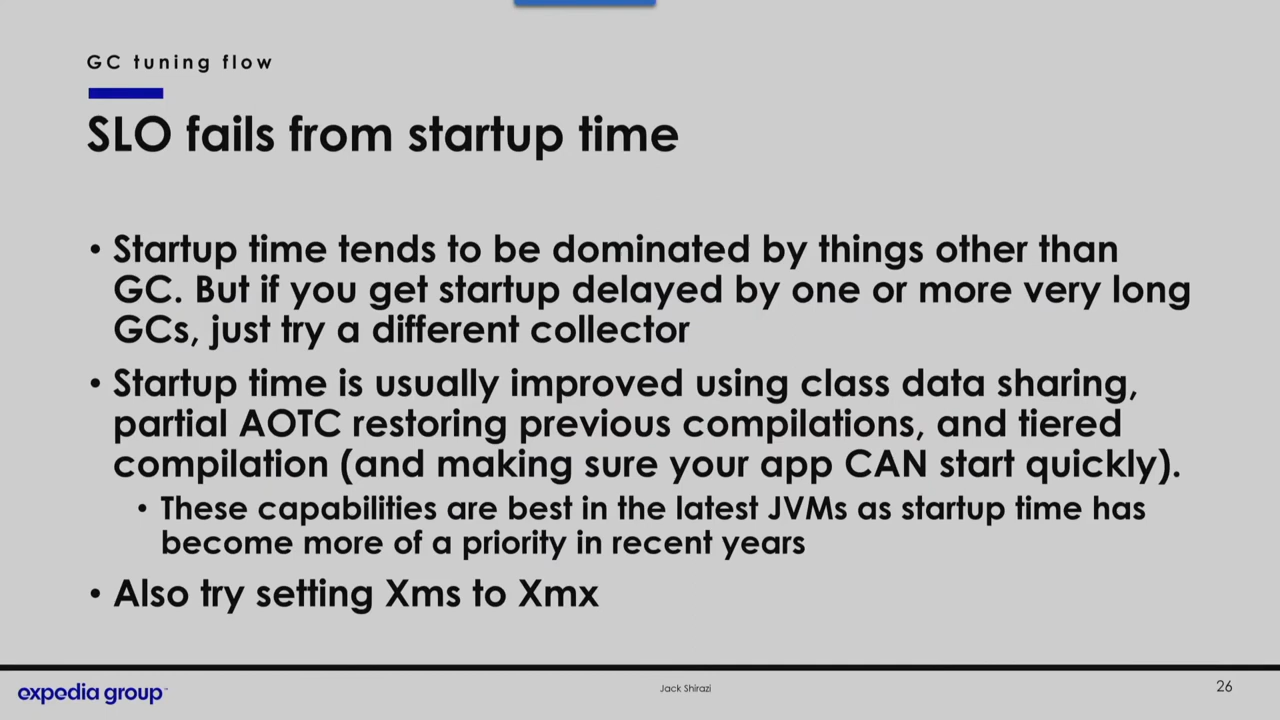 GC tuning flow
SLO fails from startup time
• Startup time tends to be dominated by things other than
GC. But if you get startup delayed by one or more very long
GCs, just try a different collector
• Startup time is usually improved using class data sharing,
partial AOTC restoring previous compilations, and tiered
compilation (and making sure your app CAN start quickly).
• These capabilities are best in the latest JVMs as startup time has
become more of a priority in recent years
• Also try setting Xms to Xmx
expedia group™
Jack Shirazi
26